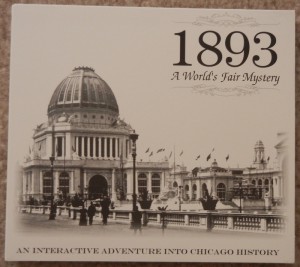 1893
A World's Fair Mystery
AN INTERACTIVE ADVENTURE INTO CHICAGO HISTORY